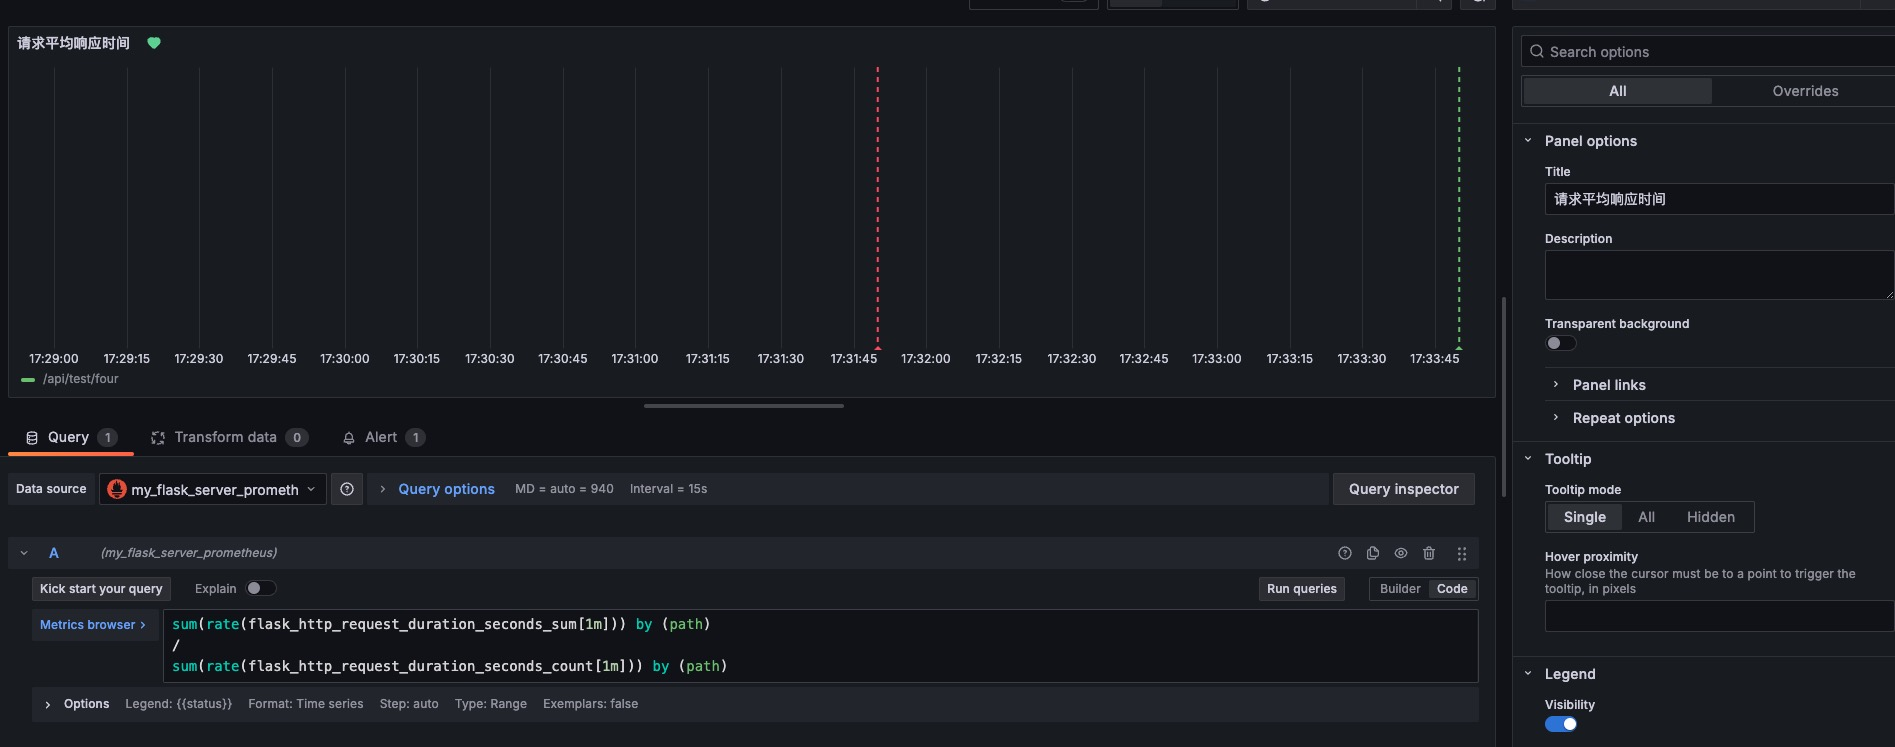 请求平均响应时间
17:29:00 17:29:15 17:29:30 17:29:45 17:30:00 17:30:15 17:30:30 17:30:45 17:31:00 17:31:15 17:31:30 17:31:45 17:32:00 17:32:15 17:32:30 17:32:45 17:33:00 17:33:15 17:33:30 17:33:45
/api/test/four
Query 1 Transform data 0 Alert 1
Data source my_flask_server_prometh Query options MD = auto = 940 Interval = 15s Query inspector
A (my_flask_server_prometheus)
Kick start your query Explain Run queries Builder Code
Metrics browser > sum(rate(flask_http_request_duration_seconds_sum[1m])) by (path)
/
sum(rate(flask_http_request_duration_seconds_count[1m])) by (path)
Options Legend: {{status}} Format: Time series Step: auto Type: Range Exemplars: false
Search options
All Overrides
Panel options
Title
请求平均响应时间
Description
Transparent background
Panel links
Repeat options
Tooltip
Tooltip mode
Single All Hidden
Hover proximity
How close the cursor must be to a point to trigger the
tooltip, in pixels
Legend
Visibility